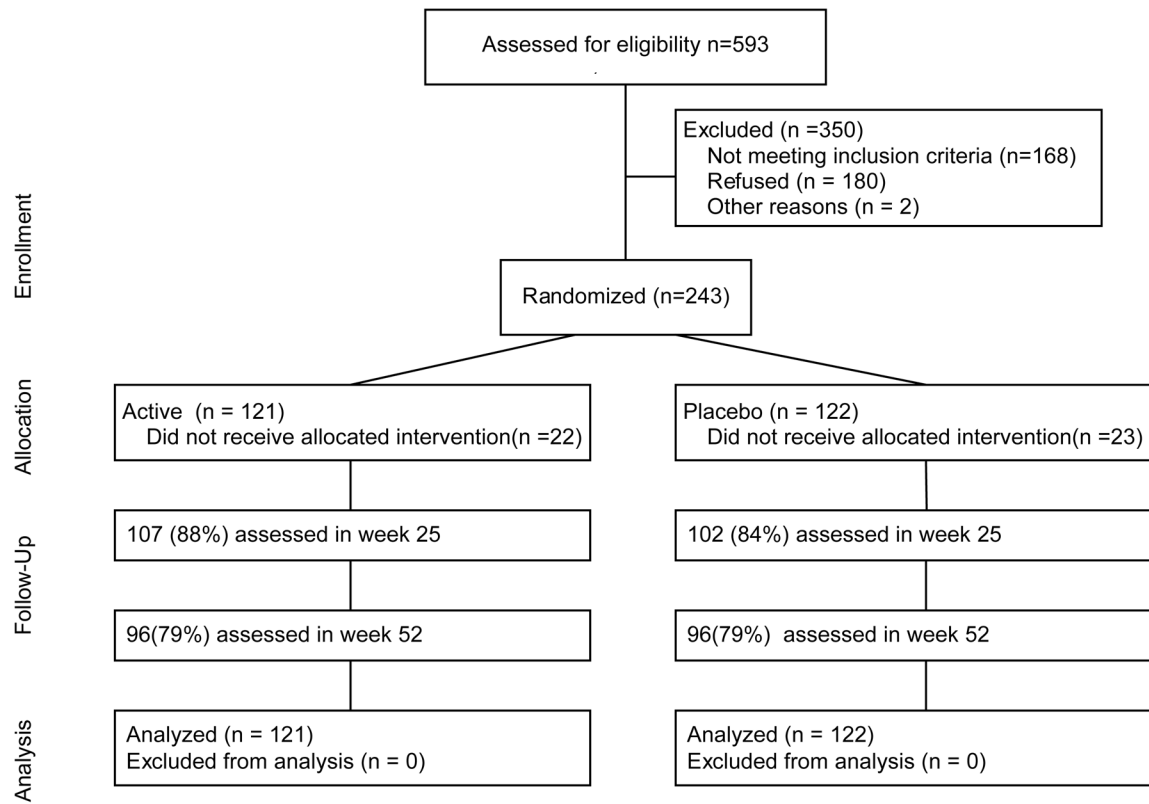 Assessed for eligibility n=593
Excluded (n =350)
Not meeting inclusion criteria (n=168)
Refused (n = 180)
Other reasons (n = 2)
Enrollment
Randomized (n=243)
Allocation
Active  (n = 121)
Did not receive allocated intervention(n =22)
Placebo (n = 122)
Did not receive allocated intervention(n =23)
Follow-Up
107 (88%) assessed in week 25
102 (84%) assessed in week 25
96(79%) assessed in week 52
96(79%)  assessed in week 52
Analysis
Analyzed (n = 121)
Excluded from analysis (n = 0)
Analyzed (n = 122)
Excluded from analysis (n = 0)